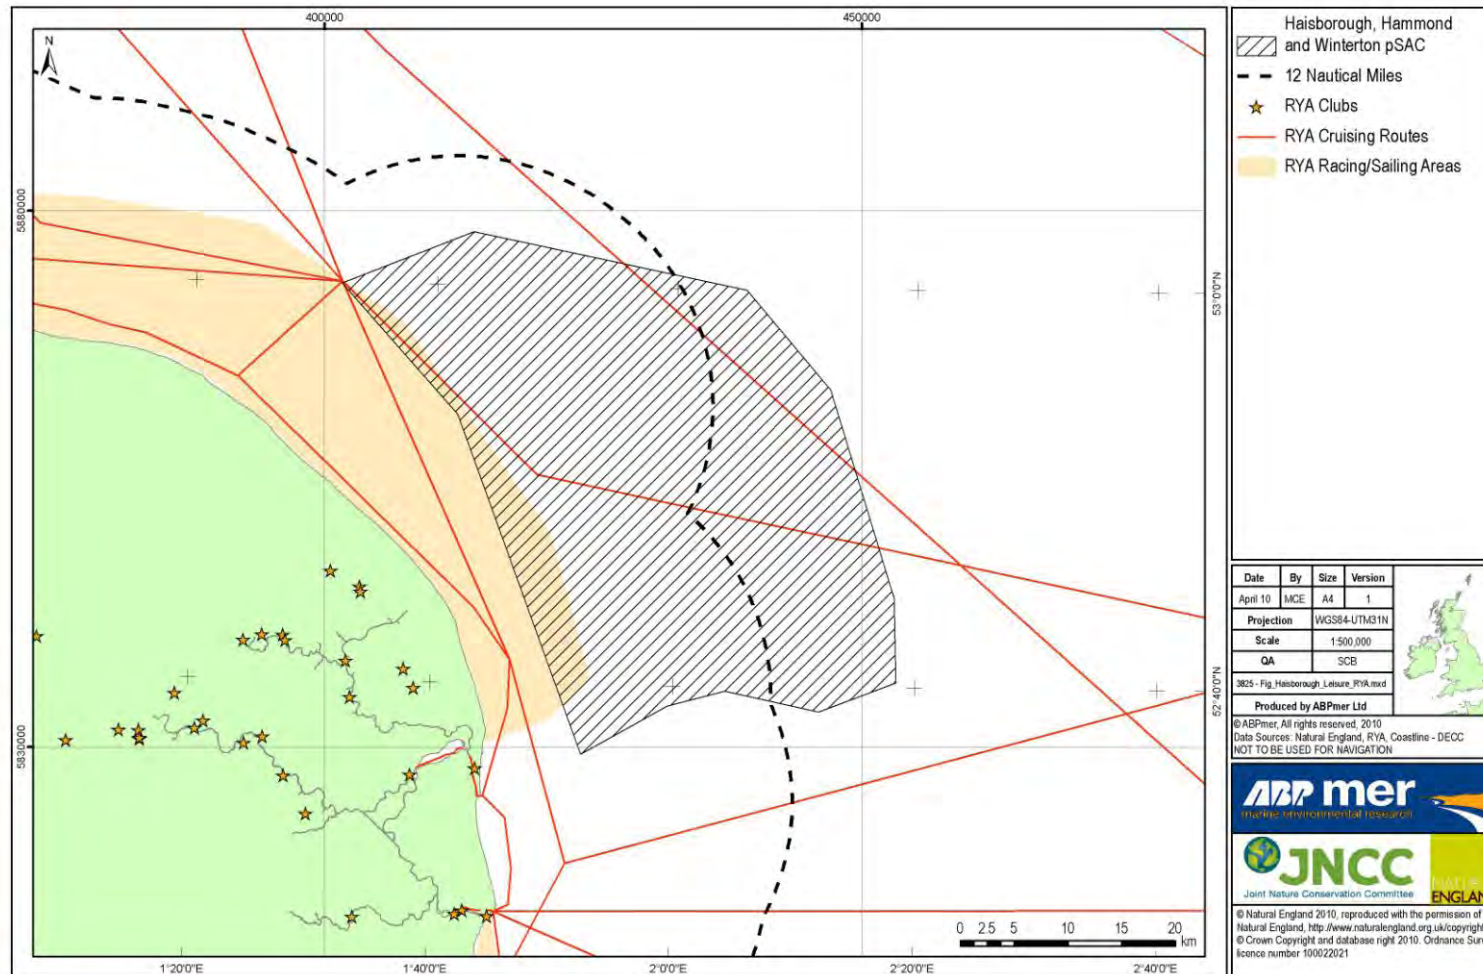 400000
450000
N
5880000
5830000
53°0'0"N
52°40'0"N
1°20'0"E
1°40'0"E
2°0'0"E
2°20'0"E
2°40'0"E
0 2.5 5 10 15 20
km
Haisborough, Hammond
and Winterton pSAC
12 Nautical Miles
RYA Clubs
RYA Cruising Routes
RYA Racing/Sailing Areas
Date By Size Version
April 10 MCE A4 1
Projection WGS84-UTM31N
Scale 1:500,000
QA SCB
3825 - Fig_Haisborough_Leisure_RYA.mxd
Produced by ABPmer Ltd
© ABPmer, All rights reserved, 2010
Data Sources: Natural England, RYA, Coastline - DECC
NOT TO BE USED FOR NAVIGATION
ABP mer
marine environmental research
JNCC
Joint Nature Conservation Committee
ENGLAN
© Natural England 2010, reproduced with the permission of
Natural England, http://www.naturalengland.org.uk/copyright
© Crown Copyright and database right 2010. Ordnance Sur
licence number 100022021